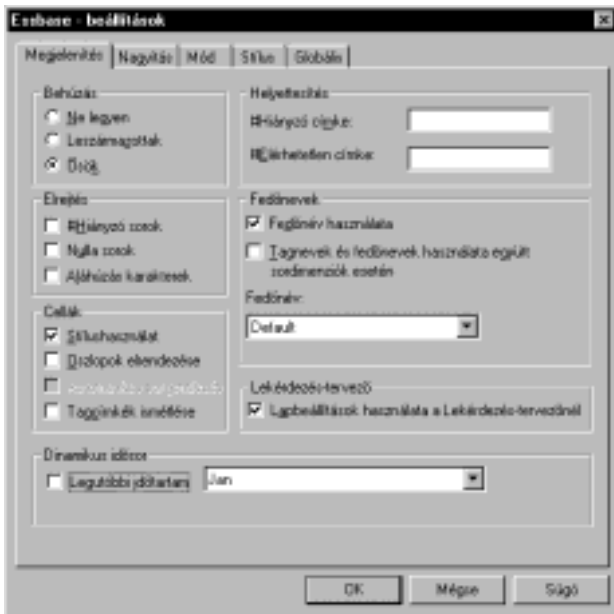 Essbase - beállítások
Megjelenítés Nagyítás Mód Stílus Globális
Behúzás
Ne legyen
Leszármazottak
Ősök
Helyettesítés
#Hiányzó címke:
#Elérhetetlen címke:
Elrejtés
#Hiányzó sorok
Nulla sorok
Aláhúzás karakterek
Fedőnevek
Fedőnév használata
Tagnevek és fedőnevek használata együtt
sordimenziók esetén
Fedőnév:
Default
Cellák
Stílushasználat
Oszlopok elrendezése
Tagcímkék ismétlése
Lekérdezés-tervező
Lapbeállítások használata a Lekérdezés-tervezőnél
Dinamikus idősor
Legutóbbi időtartam Jan
OK Mégse Súgó